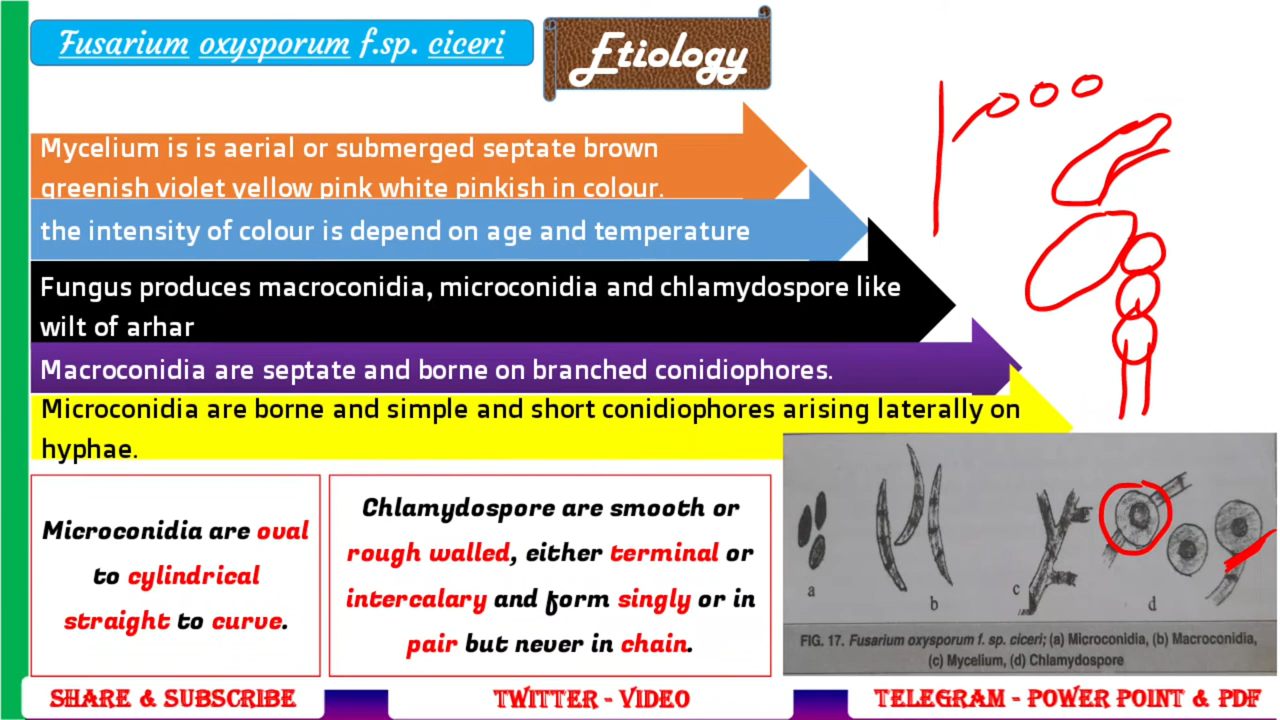 Fusarium oxysporum f.sp. ciceri
Etiology
Mycelium is is aerial or submerged septate brown
greenish violet yellow pink white pinkish in colour.
the intensity of colour is depend on age and temperature
Fungus produces macroconidia, microconidia and chlamydospore like
wilt of arhar
Macroconidia are septate and borne on branched conidiophores.
Microconidia are borne and simple and short conidiophores arising laterally on
hyphae.
Microconidia are oval
to cylindrical
straight to curve.
Chlamydospore are smooth or
rough walled, either terminal or
intercalary and form singly or in
pair but never in chain.
a
b
c
d
FIG. 17. Fusarium oxysporum f. sp. ciceri; (a) Microconidia, (b) Macroconidia,
(c) Mycelium, (d) Chlamydospore
SHARE & SUBSCRIBE
TWITTER - VIDEO
TELEGRAM - POWER POINT & PDF